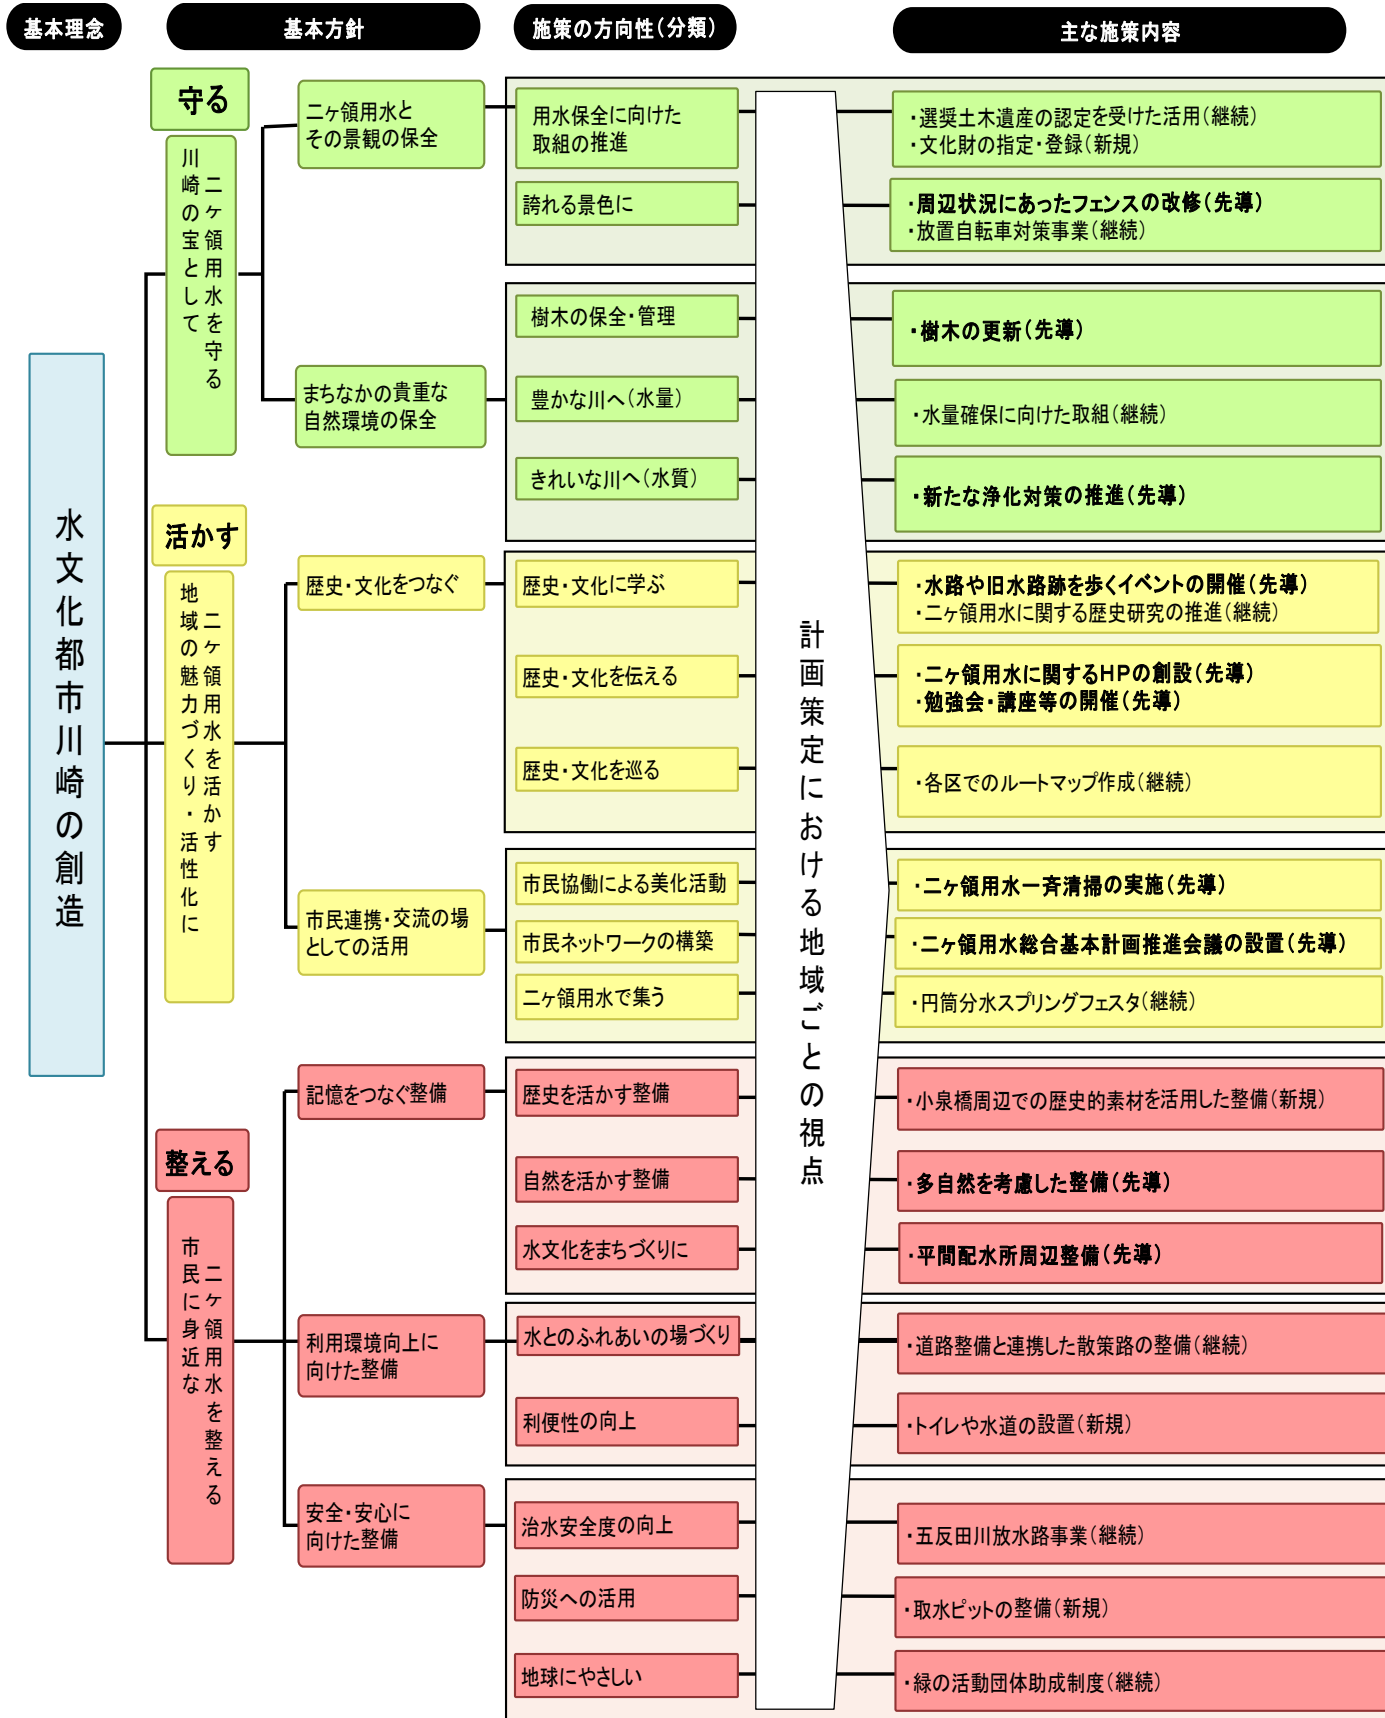 基本理念
基本方針
施策の方向性(分類)
主な施策内容
水文化都市川崎の創造
守る
川崎の宝として
二ヶ領用水を守る
二ヶ領用水と
その景観の保全
用水保全に向けた
取組の推進
・選奨土木遺産の認定を受けた活用(継続)
・文化財の指定・登録(新規)
誇れる景色に
・周辺状況にあったフェンスの改修(先導)
・放置自転車対策事業(継続)
まちなかの貴重な
自然環境の保全
樹木の保全・管理
・樹木の更新(先導)
豊かな川へ(水量)
・水量確保に向けた取組(継続)
きれいな川へ(水質)
・新たな浄化対策の推進(先導)
活かす
地域の魅力づくり・活性化に
二ヶ領用水を活かす
歴史・文化をつなぐ
歴史・文化に学ぶ
・水路や旧水路跡を歩くイベントの開催(先導)
・二ヶ領用水に関する歴史研究の推進(継続)
歴史・文化を伝える
・二ヶ領用水に関するHPの創設(先導)
・勉強会・講座等の開催(先導)
歴史・文化を巡る
・各区でのルートマップ作成(継続)
市民連携・交流の場
としての活用
市民協働による美化活動
・二ヶ領用水一斉清掃の実施(先導)
市民ネットワークの構築
・二ヶ領用水総合基本計画推進会議の設置(先導)
二ヶ領用水で集う
・円筒分水スプリングフェスタ(継続)
計画策定における地域ごとの視点
整える
市民に身近な
二ヶ領用水を整える
記憶をつなぐ整備
歴史を活かす整備
・小泉橋周辺での歴史的素材を活用した整備(新規)
自然を活かす整備
・多自然を考慮した整備(先導)
水文化をまちづくりに
・平間配水所周辺整備(先導)
利用環境向上に
向けた整備
水とのふれあいの場づくり
・道路整備と連携した散策路の整備(継続)
利便性の向上
・トイレや水道の設置(新規)
安全・安心に
向けた整備
治水安全度の向上
・五反田川放水路事業(継続)
防災への活用
・取水ピットの整備(新規)
地球にやさしい
・緑の活動団体助成制度(継続)